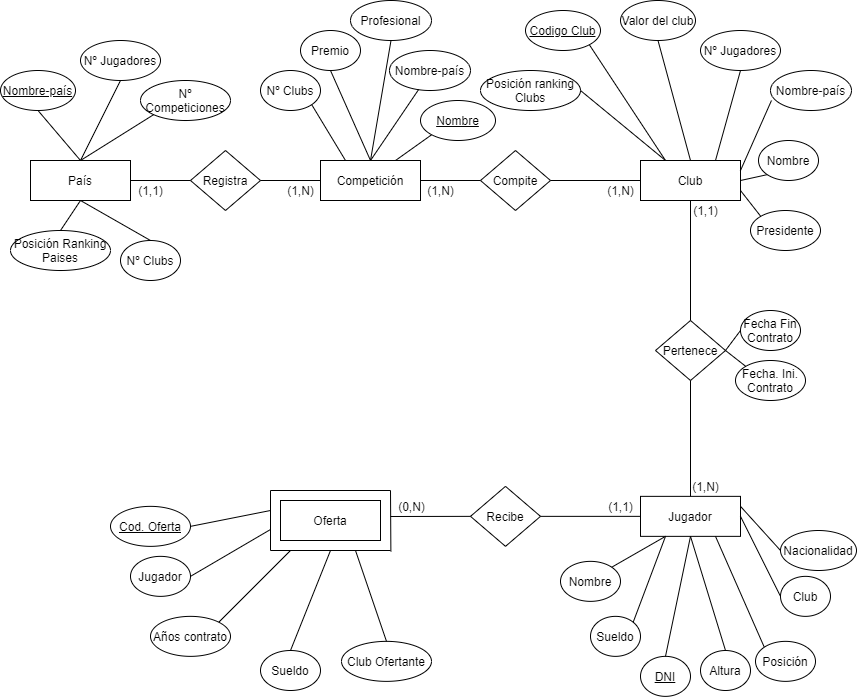 Profesional
Codigo Club
Valor del club
Nº Jugadores
Premio
Nº Jugadores
Nombre-país
Nº
Competiciones
Nº Clubs
Nombre-país
Posición ranking
Clubs
Nombre-país
Nombre
Nombre
País
(1,1)
Registra
(1,N)
Competición
(1,N)
Compite
(1,N)
Club
(1,1)
Presidente
Posición Ranking
Paises
Nº Clubs
Fecha Fin
Contrato
Pertenece
Fecha. Ini.
Contrato
(1,N)
Cod. Oferta
Oferta
(0,N)
Recibe
(1,1)
Jugador
Nacionalidad
Jugador
Nombre
Club
Años contrato
Sueldo
Sueldo
Club Ofertante
DNI
Altura
Posición